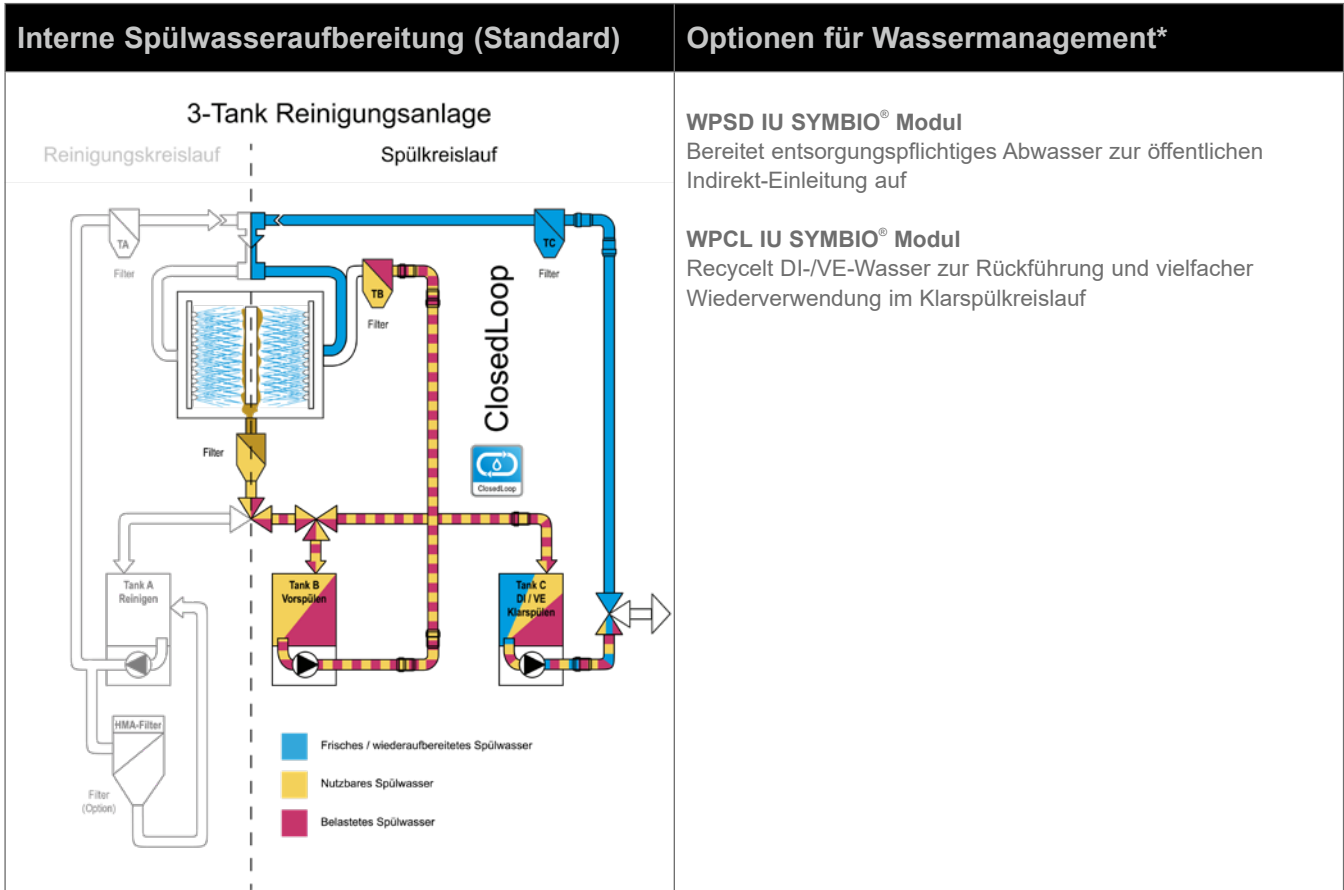 Interne Spülwasseraufbereitung (Standard)
Optionen für Wassermanagement*
3-Tank Reinigungsanlage
Reinigungskreislauf
Spülkreislauf
TA
Filter
TB
Filter
TC
Filter
ClosedLoop
ClosedLoop
Filter
Tank A
Reinigen
Tank B
Vorspülen
Tank C
DI / VE
Klarspülen
HMA-Filter
Filter
(Option)
Frisches / wiederaufbereitetes Spülwasser
Nutzbares Spülwasser
Belastetes Spülwasser
WPSD IU SYMBIO® Modul
Bereitet entsorgungspflichtiges Abwasser zur öffentlichen
Indirekt-Einleitung auf
WPCL IU SYMBIO® Modul
Recycelt DI-/VE-Wasser zur Rückführung und vielfacher
Wiederverwendung im Klarspülkreislauf